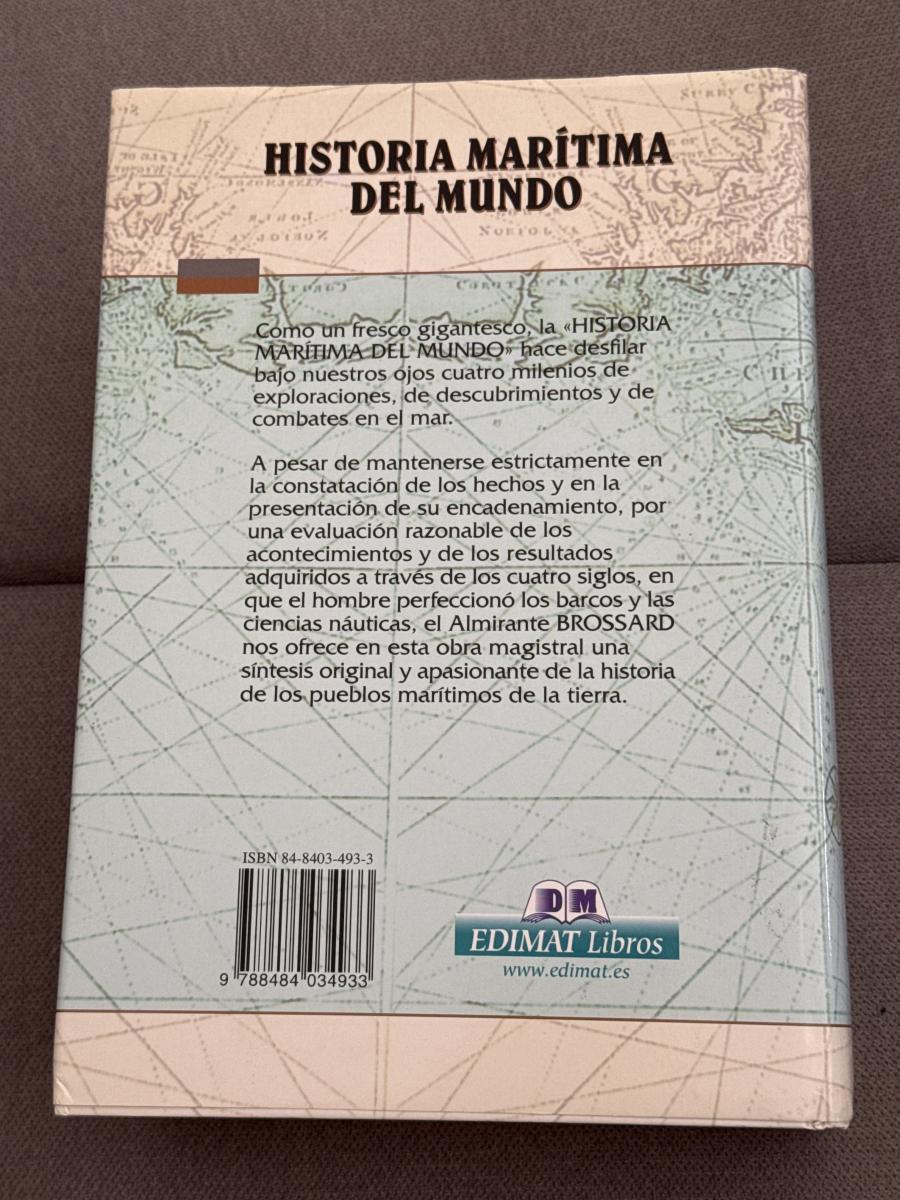 HISTORIA MARÍTIMA
DEL MUNDO
Como un fresco gigantesco, la «HISTORIA
MARÍTIMA DEL MUNDO» hace desfilar
bajo nuestros ojos cuatro milenios de
exploraciones, de descubrimientos y de
combates en el mar.
A pesar de mantenerse estrictamente en
la constatación de los hechos y en la
presentación de su encadenamiento, por
una evaluación razonable de los
acontecimientos y de los resultados
adquiridos a través de los cuatro siglos, en
que el hombre perfeccionó los barcos y las
ciencias náuticas, el Almirante BROSSARD
nos ofrece en esta obra magistral una
síntesis original y apasionante de la historia
de los pueblos marítimos de la tierra.
ISBN 84-8403-493-3
9 788484 034933
DM
EDIMAT Libros
www.edimat.es